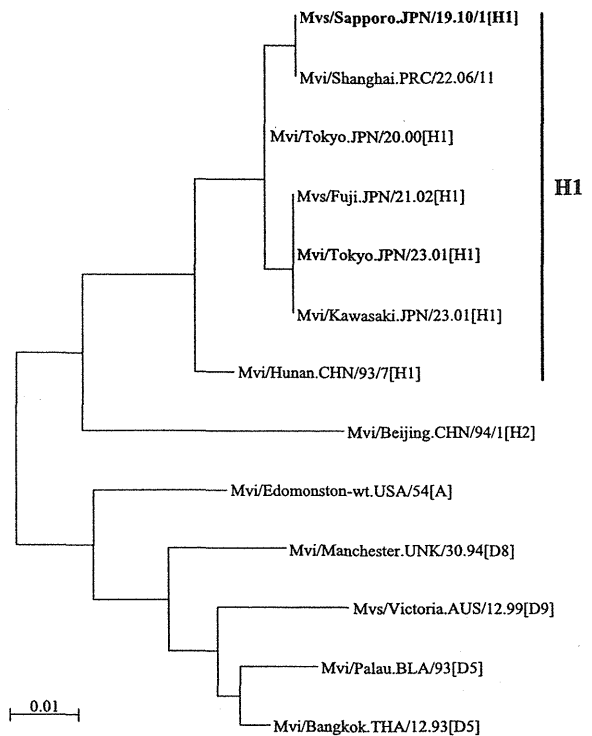 Mvs/Sapporo.JPN/19.10/1[H1]
Mvi/Shanghai.PRC/22.06/11
Mvi/Tokyo.JPN/20.00[H1]
Mvs/Fuji.JPN/21.02[H1]
H1
Mvi/Tokyo.JPN/23.01[H1]
Mvi/Kawasaki.JPN/23.01[H1]
Mvi/Hunan.CHN/93/7[H1]
Mvi/Beijing.CHN/94/1[H2]
Mvi/Edomonston-wt.USA/54[A]
Mvi/Manchester.UNK/30.94[D8]
Mvs/Victoria.AUS/12.99[D9]
Mvi/Palau.BLA/93[D5]
0.01
Mvi/Bangkok.THA/12.93[D5]